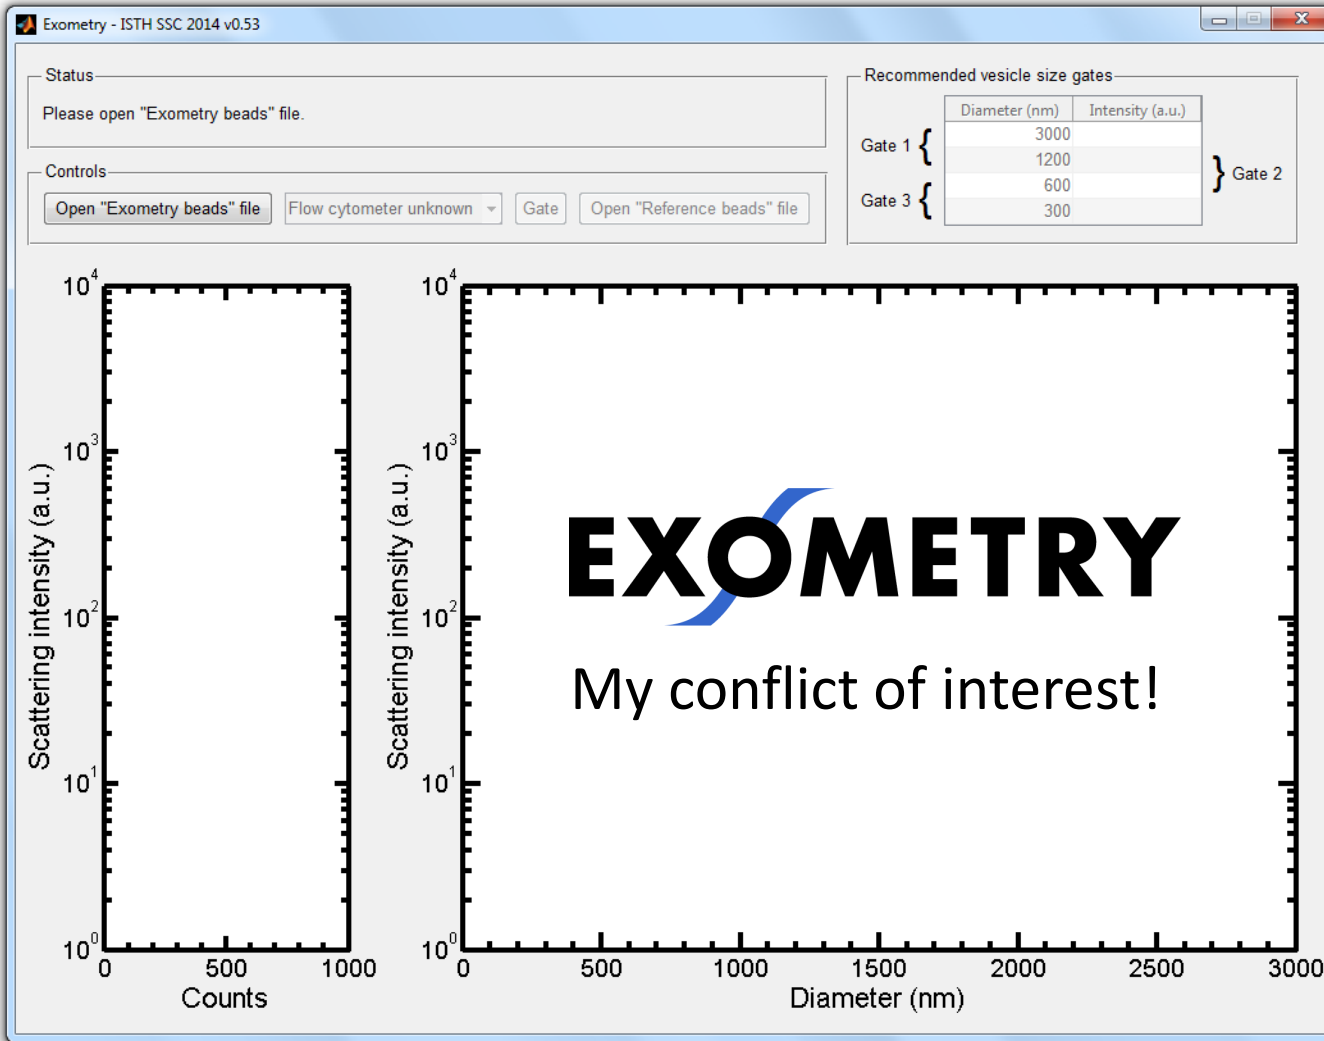 Exometry - ISTH SSC 2014 v0.53
Status
Please open "Exometry beads" file.
Controls
Open "Exometry beads" file
Flow cytometer unknown
Gate
Open "Reference beads" file
Recommended vesicle size gates
Diameter (nm) Intensity (a.u.)
Gate 1 {
3000
1200
} Gate 2
Gate 3 {
600
300
10^4
10^3
10^2
10^1
10^0
Scattering intensity (a.u.)
0 500 1000
Counts
10^4
10^3
10^2
10^1
10^0
Scattering intensity (a.u.)
EXOMETRY
My conflict of interest!
0 500 1000 1500 2000 2500 3000
Diameter (nm)